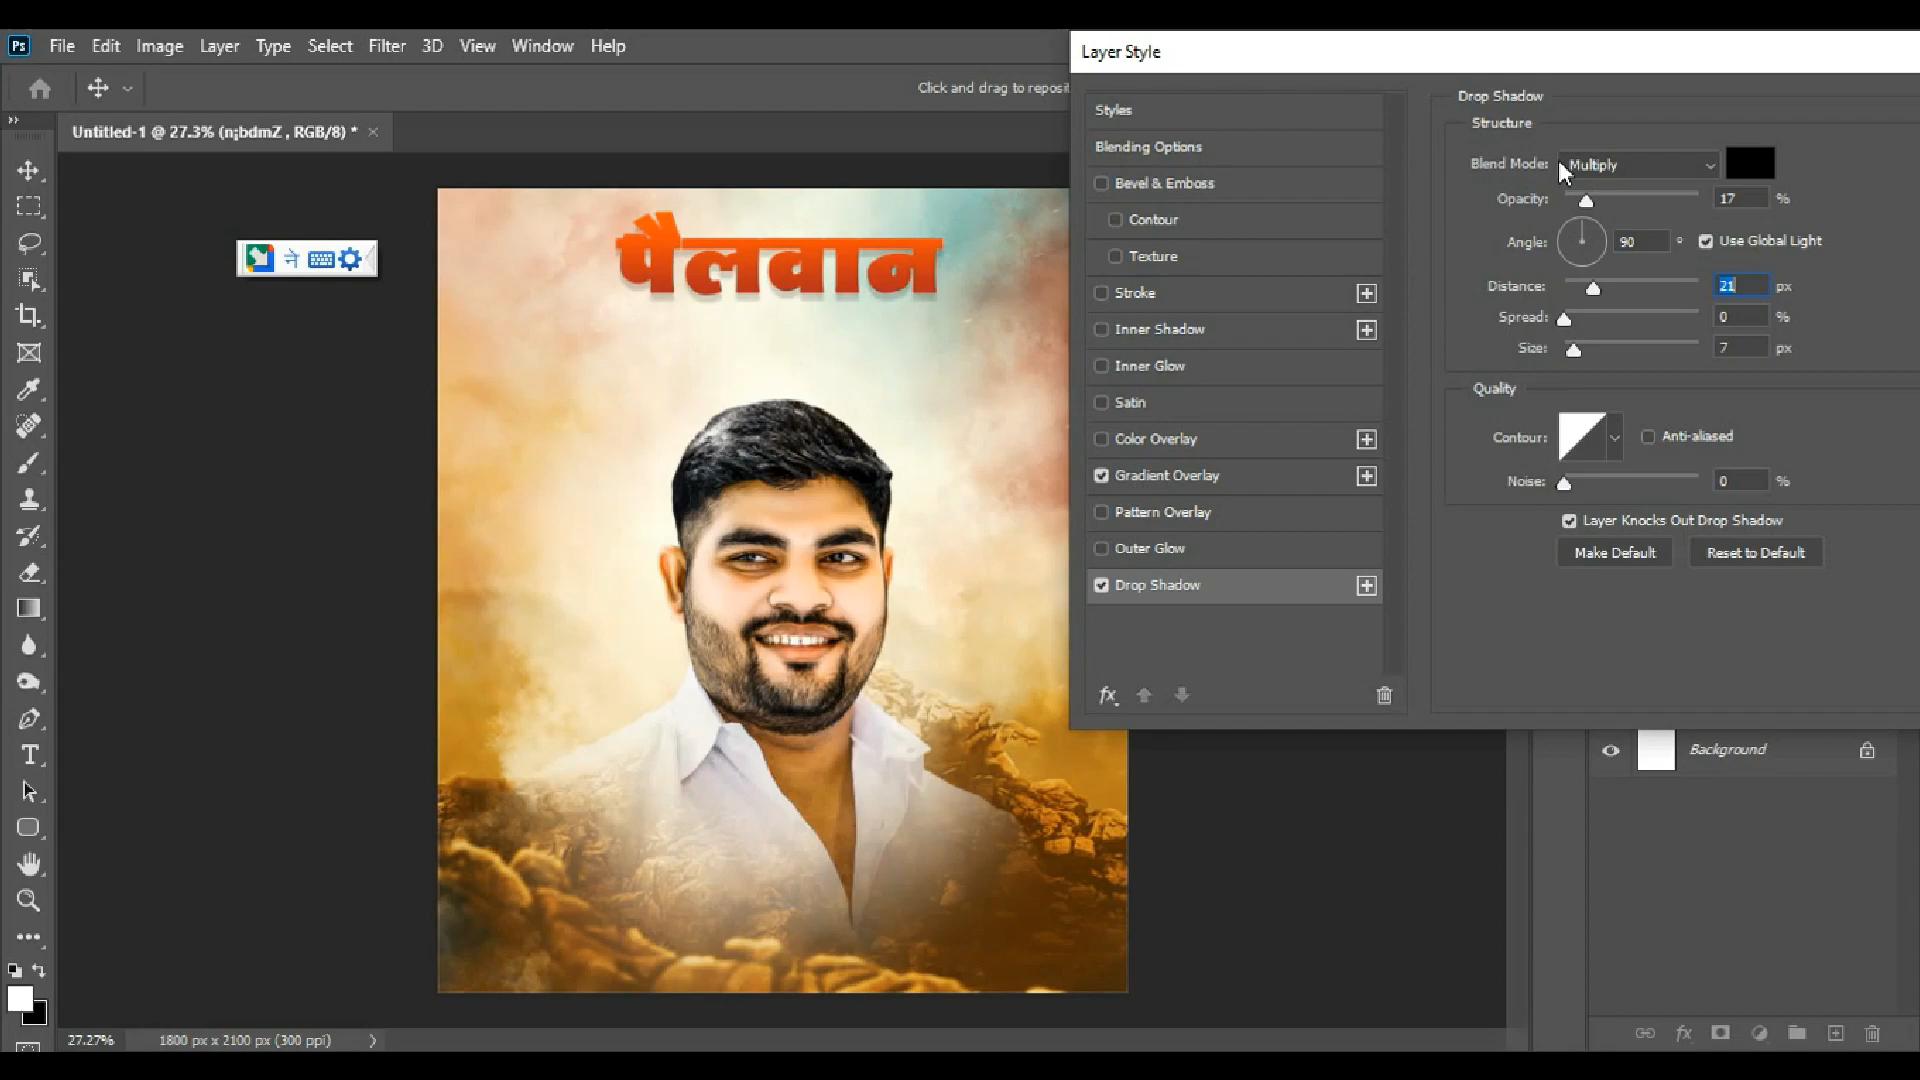 Ps File Edit Image Layer Type Select Filter 3D View Window Help
Click and drag to reposit
Untitled-1 @ 27.3% (n¡bdmZ , RGB/8) *
ने
पैलवान
Layer Style
Styles
Blending Options
Bevel & Emboss
Contour
Texture
Stroke
Inner Shadow
Inner Glow
Satin
Color Overlay
Gradient Overlay
Pattern Overlay
Outer Glow
Drop Shadow
fx
Drop Shadow
Structure
Blend Mode: Multiply
Opacity: 17 %
Angle: 90 ° Use Global Light
Distance: 21 px
Spread: 0 %
Size: 7 px
Quality
Contour: Anti-aliased
Noise: 0 %
Layer Knocks Out Drop Shadow
Make Default Reset to Default
Background
fx
27.27% 1800 px x 2100 px (300 ppi)